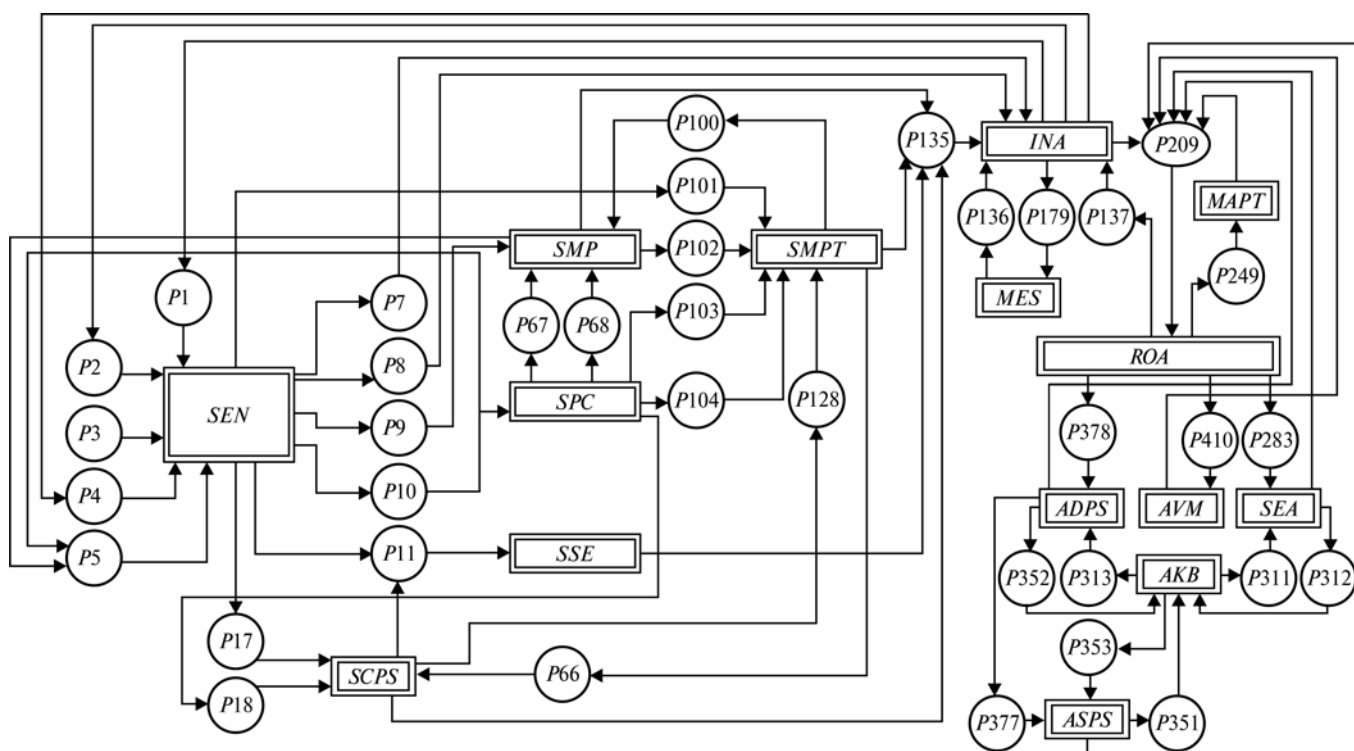 P100
P135
INA
P209
P101
P136
P179
P137
MAPT
SMP
P102
SMPT
P249
P1
P7
P67
P68
P103
MES
P2
P8
ROA
SEN
SPC
P104
P128
P3
P9
P378
P410
P283
P4
P10
ADPS
AVM
SEA
P5
P11
SSE
P352
P313
AKB
P311
P312
P17
P353
SCPS
P66
P18
P377
ASPS
P351